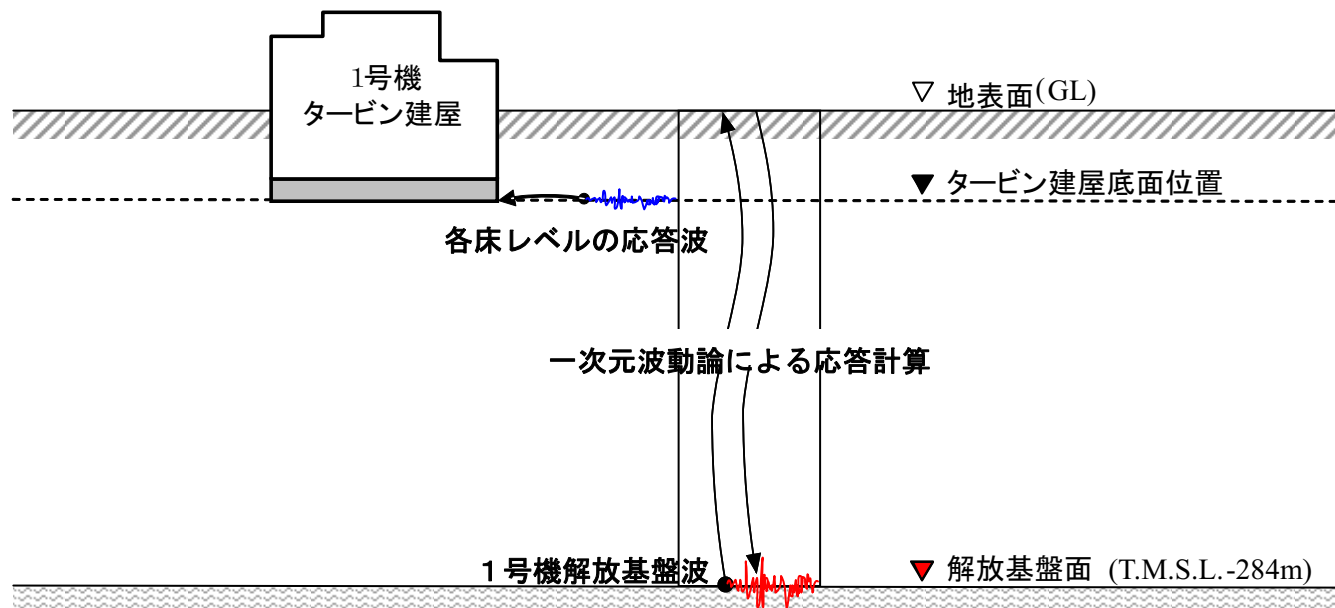 1号機
タービン建屋
▽ 地表面(GL)
▼ タービン建屋底面位置
各床レベルの応答波
一次元波動論による応答計算
1号機解放基盤波
▼ 解放基盤面 (T.M.S.L.-284m)